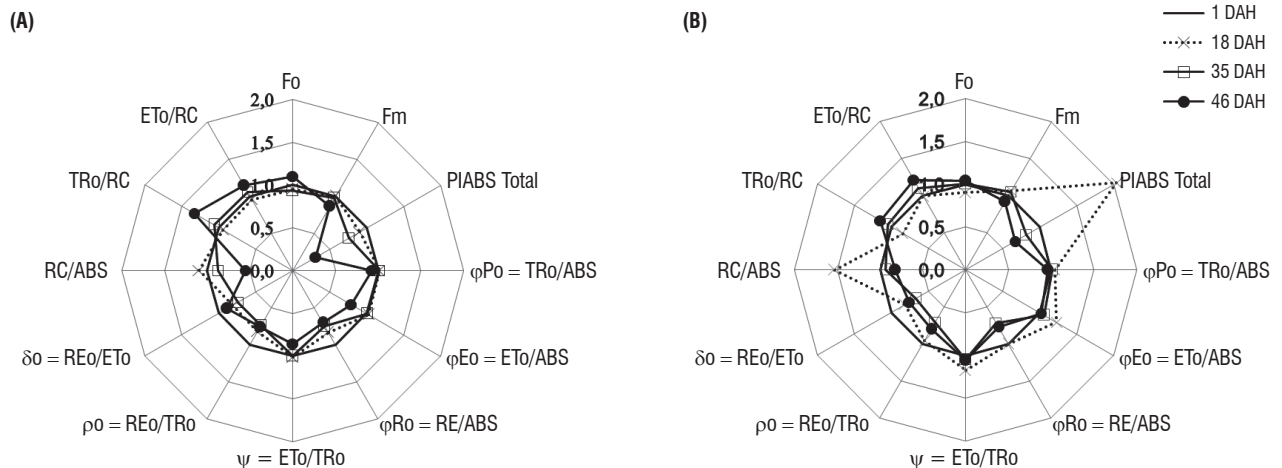 (A)
Fo
Fm
PIABS Total
φPo = TRo/ABS
φEo = ETo/ABS
φRo = RE/ABS
ψ = ETo/TRo
ρo = REo/TRo
δo = REo/ETo
RC/ABS
TRo/RC
ETo/RC
2,0
1,5
1,0
0,5
0,0
(B)
Fo
Fm
PIABS Total
φPo = TRo/ABS
φEo = ETo/ABS
φRo = RE/ABS
ψ = ETo/TRo
ρo = REo/TRo
δo = REo/ETo
RC/ABS
TRo/RC
ETo/RC
2,0
1,5
1,0
0,5
0,0
1 DAH
18 DAH
35 DAH
46 DAH